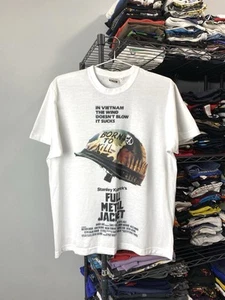 IN VIETNAM
THE WIND
DOESN'T BLOW
IT SUCKS
BORN
TO
KILL
Stanley Kubrick's
FULL
METAL
JACKET